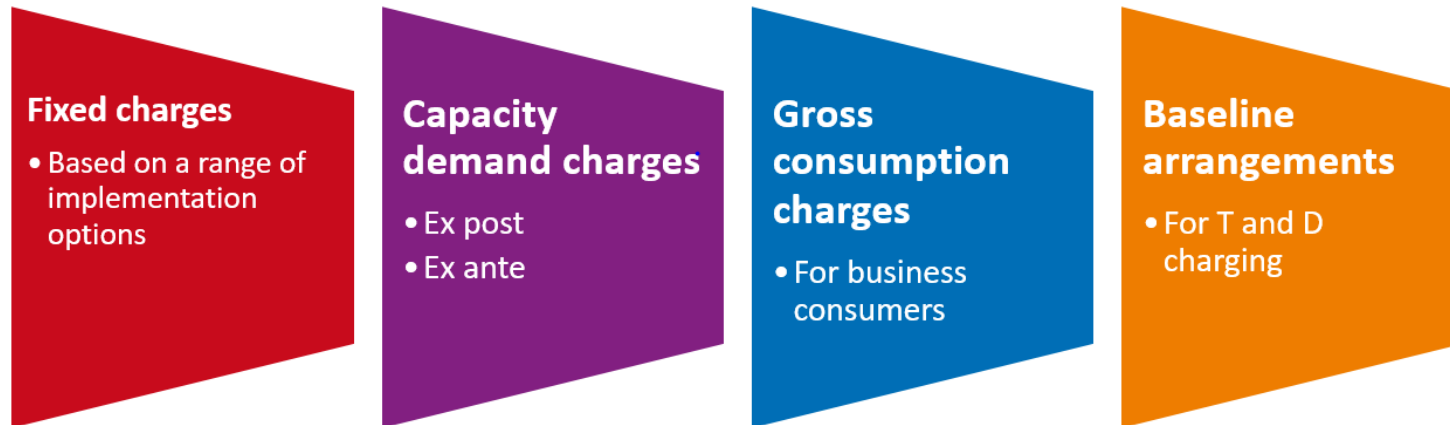 Fixed charges
• Based on a range of
implementation
options
Capacity
demand charges
• Ex post
• Ex ante
Gross
consumption
charges
• For business
consumers
Baseline
arrangements
• For T and D
charging